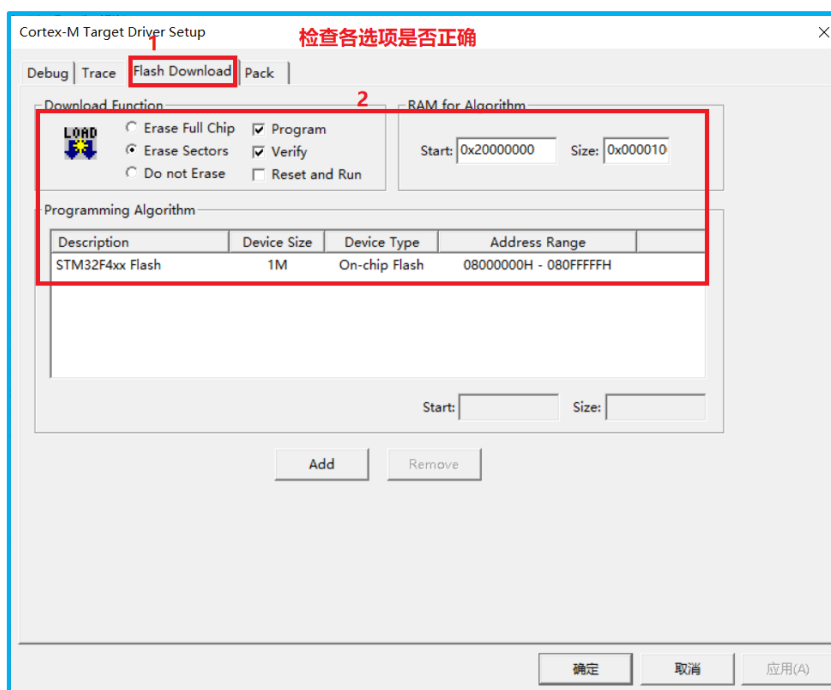 Cortex-M Target Driver Setup
1
检查各选项是否正确
Debug Trace Flash Download Pack
2
Download Function
LOAD
Erase Full Chip Program
Erase Sectors Verify
Do not Erase Reset and Run
RAM for Algorithm
Start: 0x20000000 Size: 0x000010
Programming Algorithm
Description Device Size Device Type Address Range
STM32F4xx Flash 1M On-chip Flash 08000000H - 080FFFFFH
Start: Size:
Add Remove
确定 取消 应用(A)